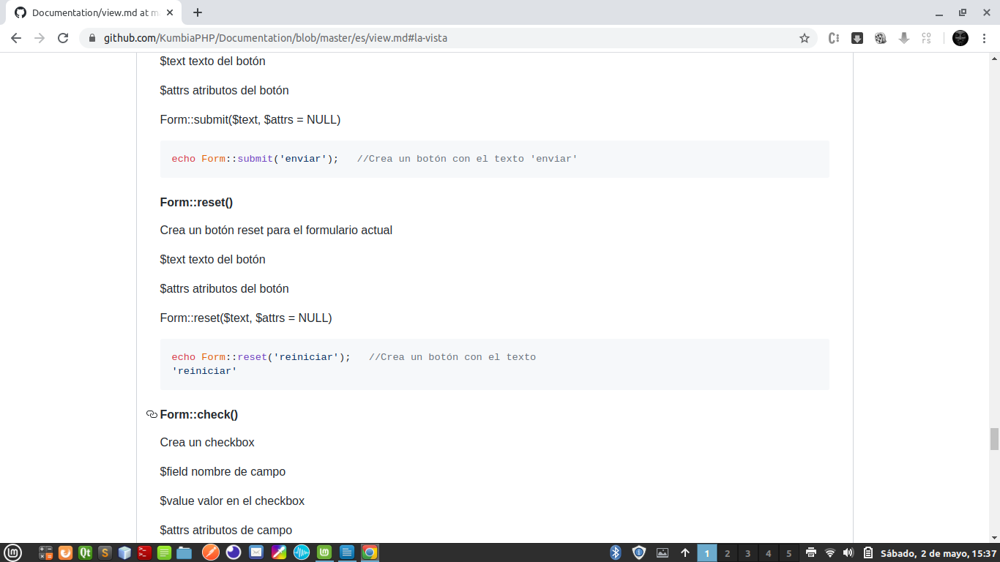 Documentation/view.md at m
github.com/KumbiaPHP/Documentation/blob/master/es/view.md#la-vista
co
rs
$text texto del botón
$attrs atributos del botón
Form::submit($text, $attrs = NULL)
echo Form::submit('enviar');   //Crea un botón con el texto 'enviar'
Form::reset()
Crea un botón reset para el formulario actual
$text texto del botón
$attrs atributos del botón
Form::reset($text, $attrs = NULL)
echo Form::reset('reiniciar');   //Crea un botón con el texto
'reiniciar'
Form::check()
Crea un checkbox
$field nombre de campo
$value valor en el checkbox
$attrs atributos de campo
Qt
S
1 2 3 4 5
Sábado, 2 de mayo, 15:37